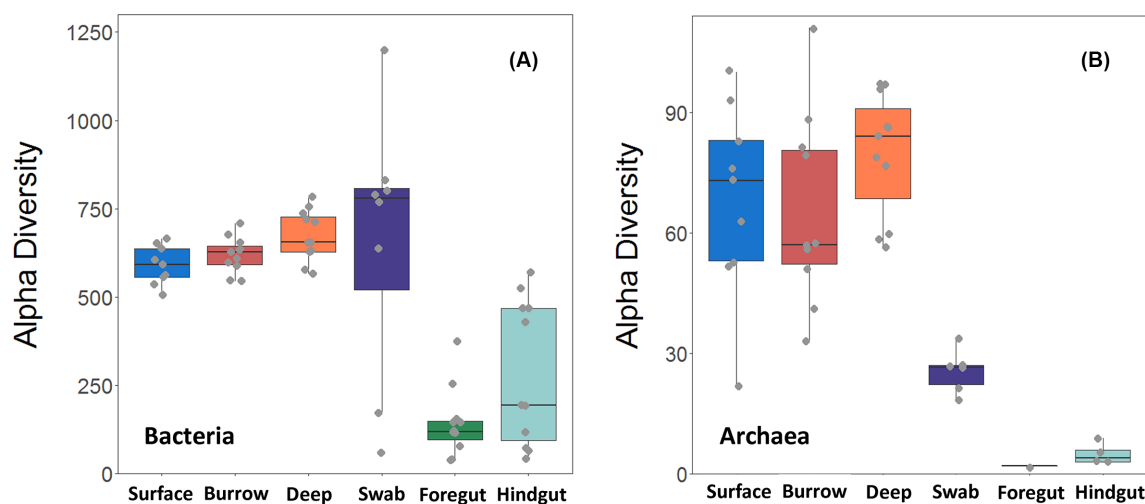 (A)
Alpha Diversity
1250
1000
750
500
250
0
Bacteria
Surface Burrow Deep Swab Foregut Hindgut
(B)
Alpha Diversity
90
60
30
0
Archaea
Surface Burrow Deep Swab Foregut Hindgut